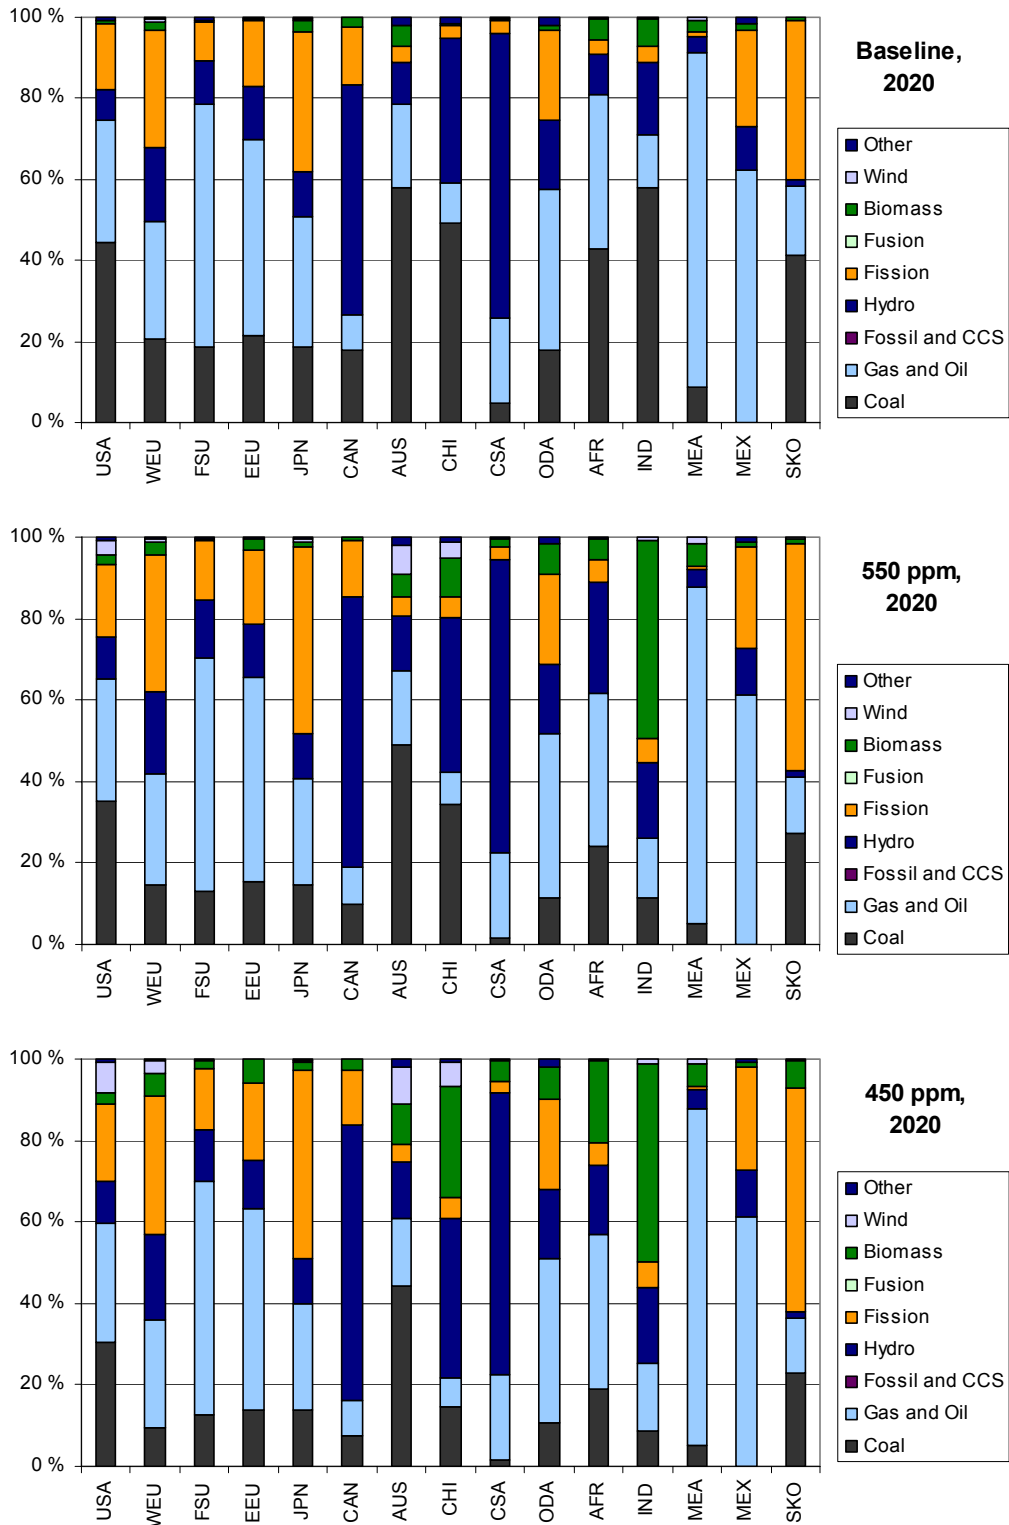 100 %
80 %
60 %
40 %
20 %
0 %
USA
WEU
FSU
EEU
JPN
CAN
AUS
CHI
CSA
ODA
AFR
IND
MEA
MEX
SKO
Baseline,
2020
Other
Wind
Biomass
Fusion
Fission
Hydro
Fossil and CCS
Gas and Oil
Coal
100 %
80 %
60 %
40 %
20 %
0 %
USA
WEU
FSU
EEU
JPN
CAN
AUS
CHI
CSA
ODA
AFR
IND
MEA
MEX
SKO
550 ppm,
2020
Other
Wind
Biomass
Fusion
Fission
Hydro
Fossil and CCS
Gas and Oil
Coal
100 %
80 %
60 %
40 %
20 %
0 %
USA
WEU
FSU
EEU
JPN
CAN
AUS
CHI
CSA
ODA
AFR
IND
MEA
MEX
SKO
450 ppm,
2020
Other
Wind
Biomass
Fusion
Fission
Hydro
Fossil and CCS
Gas and Oil
Coal